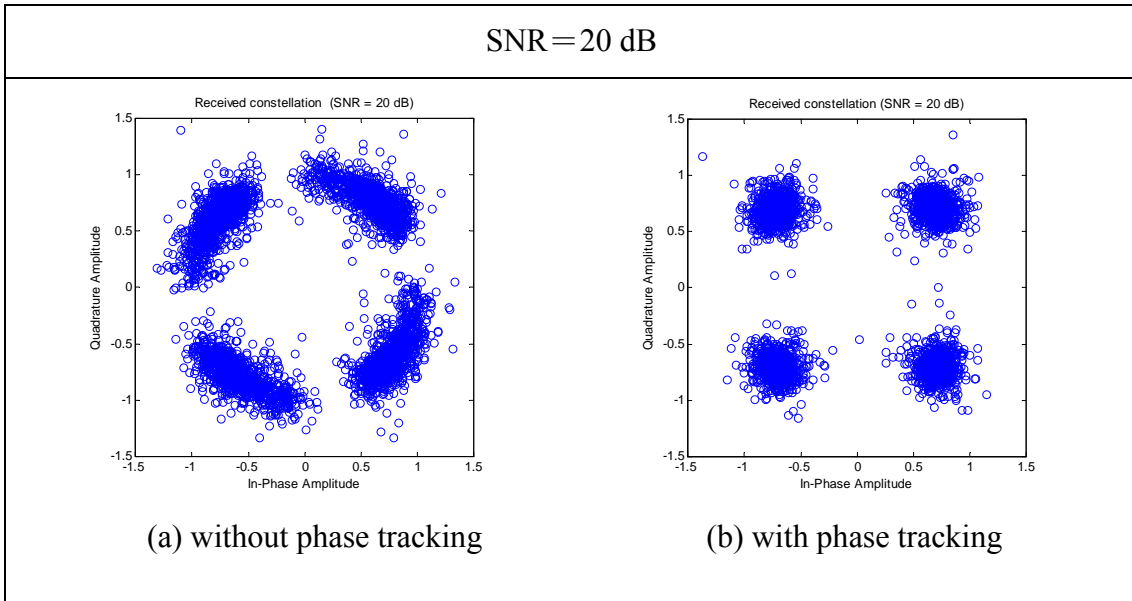 SNR＝20 dB
Received constellation (SNR = 20 dB)
1.5
1
0.5
0
-0.5
-1
-1.5
-1.5 -1 -0.5 0 0.5 1 1.5
Quadrature Amplitude
In-Phase Amplitude
(a) without phase tracking
Received constellation (SNR = 20 dB)
1.5
1
0.5
0
-0.5
-1
-1.5
-1.5 -1 -0.5 0 0.5 1 1.5
Quadrature Amplitude
In-Phase Amplitude
(b) with phase tracking